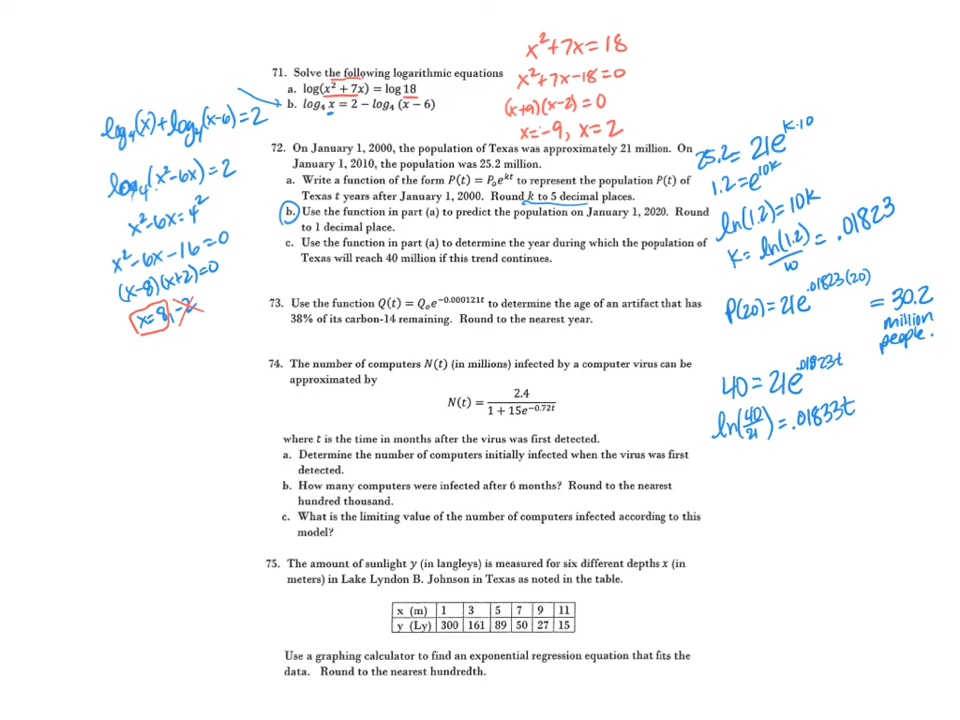 71. Solve the following logarithmic equations
a. log(x² + 7x) = log 18
b. log₄ x = 2 − log₄ (x − 6)
x²+7x=18
x²+7x-18=0
(x+9)(x-2)=0
x=-9, x=2
log₄(x)+log₄(x-6)=2
log₄(x²-6x)=2
x²-6x=4²
x²-6x-16=0
(x-8)(x+2)=0
x=8, -2
72. On January 1, 2000, the population of Texas was approximately 21 million. On
January 1, 2010, the population was 25.2 million.
a. Write a function of the form P(t) = P₀e^{kt} to represent the population P(t) of
Texas t years after January 1, 2000. Round k to 5 decimal places.
b. Use the function in part (a) to predict the population on January 1, 2020. Round
to 1 decimal place.
c. Use the function in part (a) to determine the year during which the population of
Texas will reach 40 million if this trend continues.
25.2=21e^{k·10}
1.2=e^{10k}
ln(1.2)=10k
k=ln(1.2)/10=.01823
P(20)=21e^{.01823(20)}
=30.2
million
people.
40=21e^{.01823t}
ln(40/21)=.01833t
73. Use the function Q(t) = Q₀e^{−0.000121t} to determine the age of an artifact that has
38% of its carbon-14 remaining. Round to the nearest year.
74. The number of computers N(t) (in millions) infected by a computer virus can be
approximated by
N(t) = 2.4 / (1 + 15e^{−0.72t})
where t is the time in months after the virus was first detected.
a. Determine the number of computers initially infected when the virus was first
detected.
b. How many computers were infected after 6 months? Round to the nearest
hundred thousand.
c. What is the limiting value of the number of computers infected according to this
model?
75. The amount of sunlight y (in langleys) is measured for six different depths x (in
meters) in Lake Lyndon B. Johnson in Texas as noted in the table.
x (m) 1 3 5 7 9 11
y (Ly) 300 161 89 50 27 15
Use a graphing calculator to find an exponential regression equation that fits the
data. Round to the nearest hundredth.